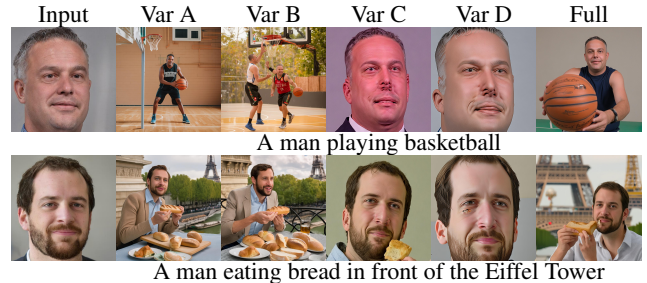 Input Var A Var B Var C Var D Full
A man playing basketball
A man eating bread in front of the Eiffel Tower